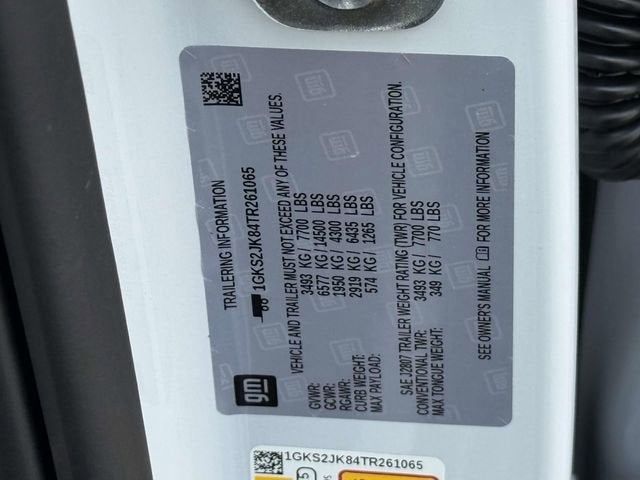 TRAILERING INFORMATION
1GKS2JK84TR261065
VEHICLE AND TRAILER MUST NOT EXCEED ANY OF THESE VALUES.
GVWR: 3493 KG / 7700 LBS
GCWR: 6577 KG/14500 LBS
RGAWR: 1950 KG / 4300 LBS
CURB WEIGHT: 2919 KG / 6435 LBS
MAX PAYLOAD: 574 KG / 1265 LBS
SAE J2807 TRAILER WEIGHT RATING (TWR) FOR VEHICLE CONFIGURATION.
CONVENTIONAL TWR: 3493 KG / 7700 LBS
MAX TONGUE WEIGHT: 349 KG / 770 LBS
SEE OWNER'S MANUAL FOR MORE INFORMATION
gm
1GKS2JK84TR261065